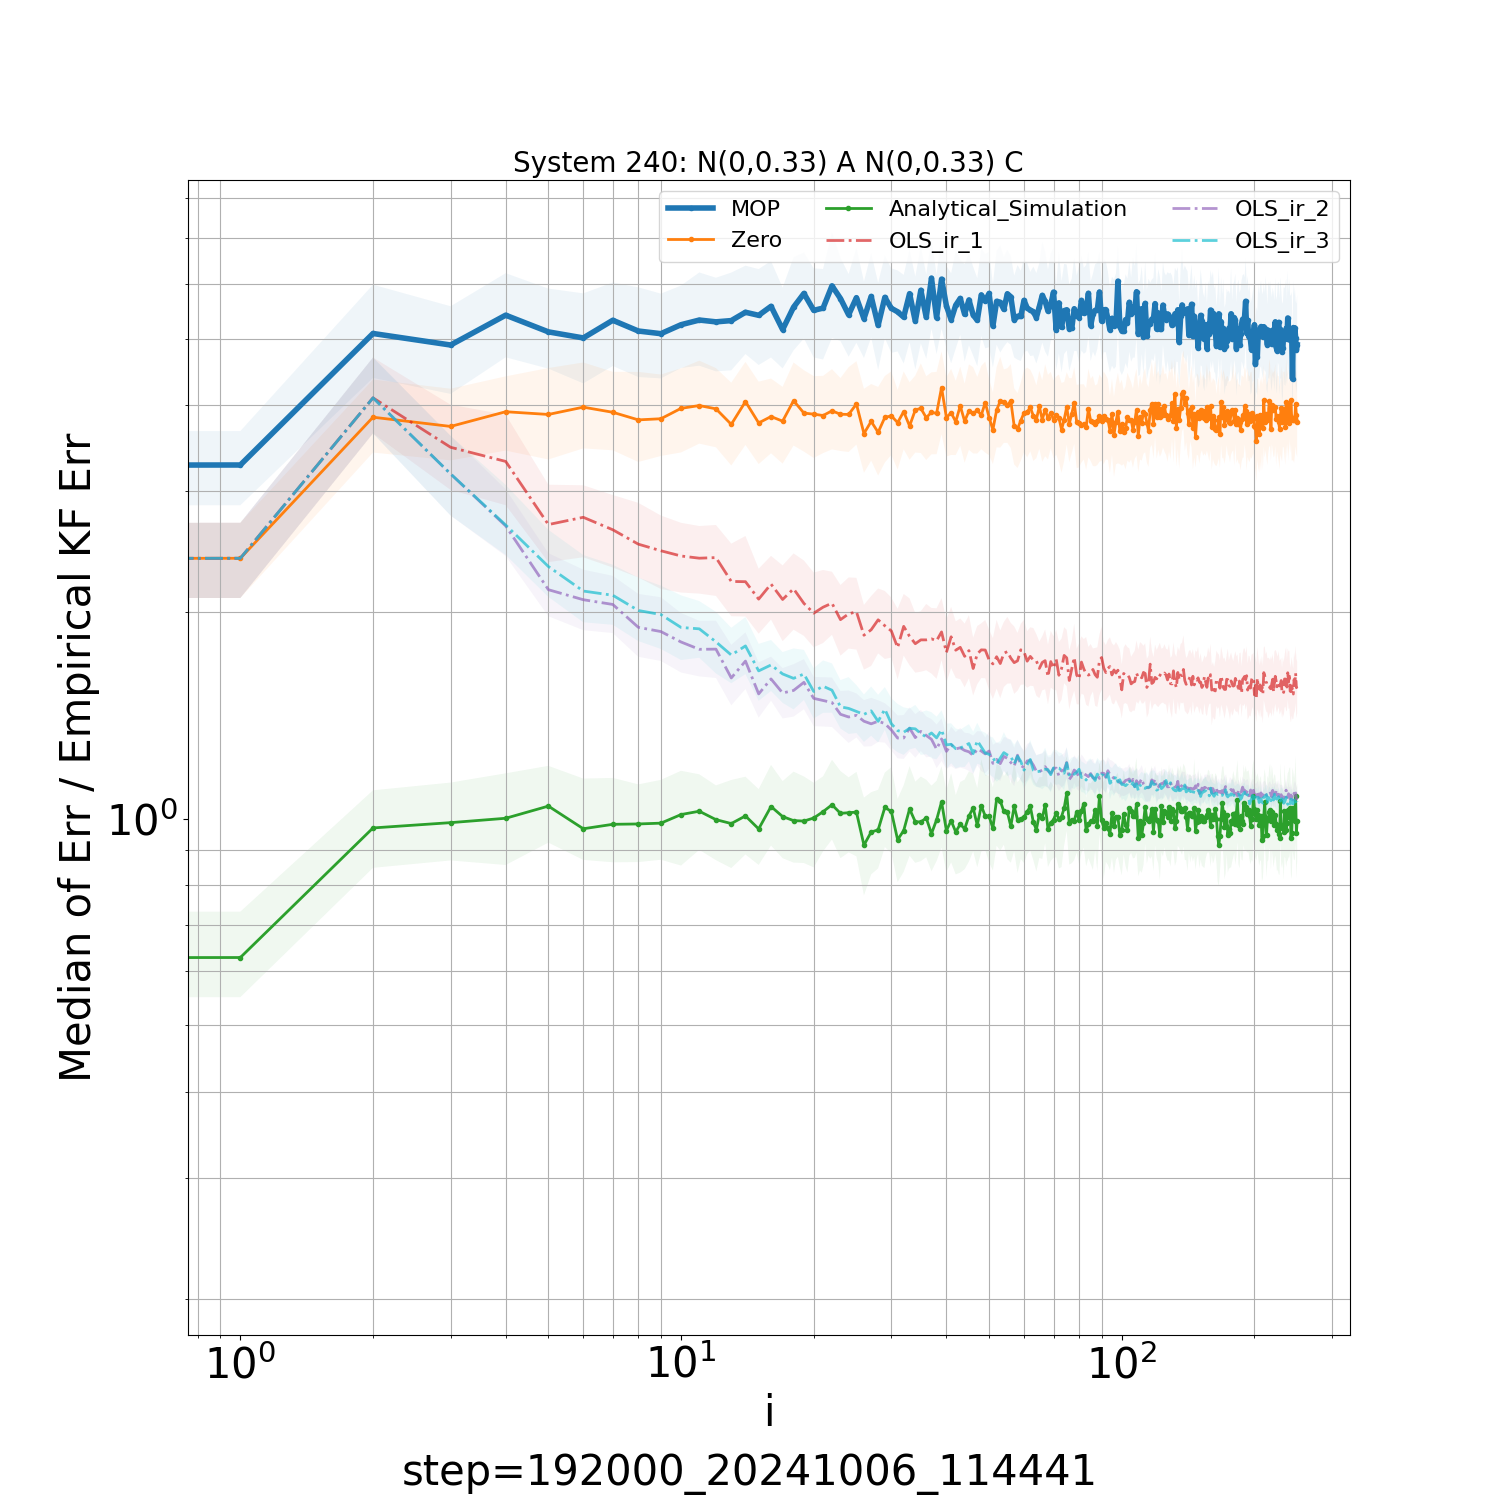 System 240: N(0,0.33) A N(0,0.33) C
MOP
Zero
Analytical_Simulation
OLS_ir_1
OLS_ir_2
OLS_ir_3
Median of Err / Empirical KF Err
10⁰
10⁰ 10¹ 10²
i
step=192000_20241006_114441